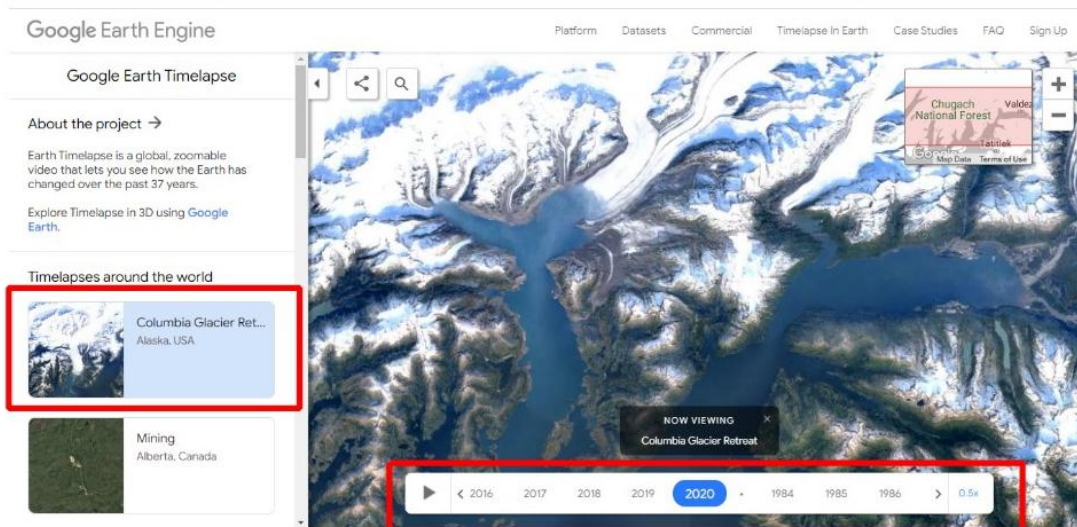 Google Earth Engine
Platform Datasets Commercial Timelapse In Earth Case Studies FAQ Sign Up
Google Earth Timelapse
About the project →
Earth Timelapse is a global, zoomable
video that lets you see how the Earth has
changed over the past 37 years.
Explore Timelapse in 3D using Google
Earth.
Timelapses around the world
Columbia Glacier Ret...
Alaska, USA
Mining
Alberta, Canada
Chugach
National Forest
Valdez
Tatitlek
Google
Map Data Terms of Use
NOW VIEWING
Columbia Glacier Retreat
2016 2017 2018 2019 2020 1984 1985 1986 0.5x